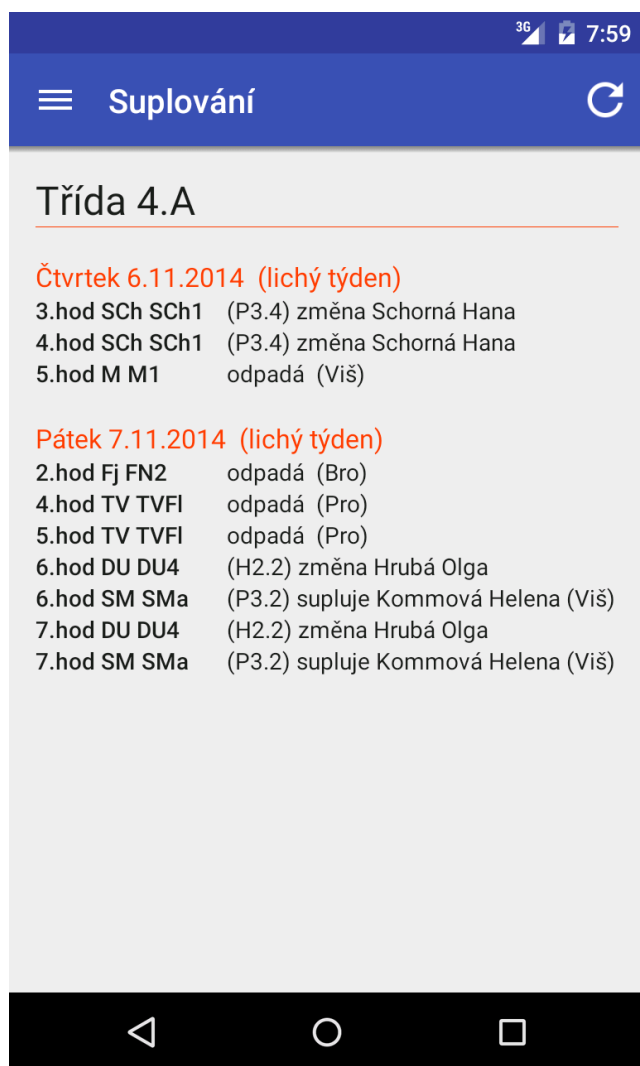 3G 7:59
Suplování
Třída 4.A
Čtvrtek 6.11.2014 (lichý týden)
3.hod SCh SCh1 (P3.4) změna Schorná Hana
4.hod SCh SCh1 (P3.4) změna Schorná Hana
5.hod M M1 odpadá (Viš)
Pátek 7.11.2014 (lichý týden)
2.hod Fj FN2 odpadá (Bro)
4.hod TV TVFl odpadá (Pro)
5.hod TV TVFl odpadá (Pro)
6.hod DU DU4 (H2.2) změna Hrubá Olga
6.hod SM SMa (P3.2) supluje Kommová Helena (Viš)
7.hod DU DU4 (H2.2) změna Hrubá Olga
7.hod SM SMa (P3.2) supluje Kommová Helena (Viš)